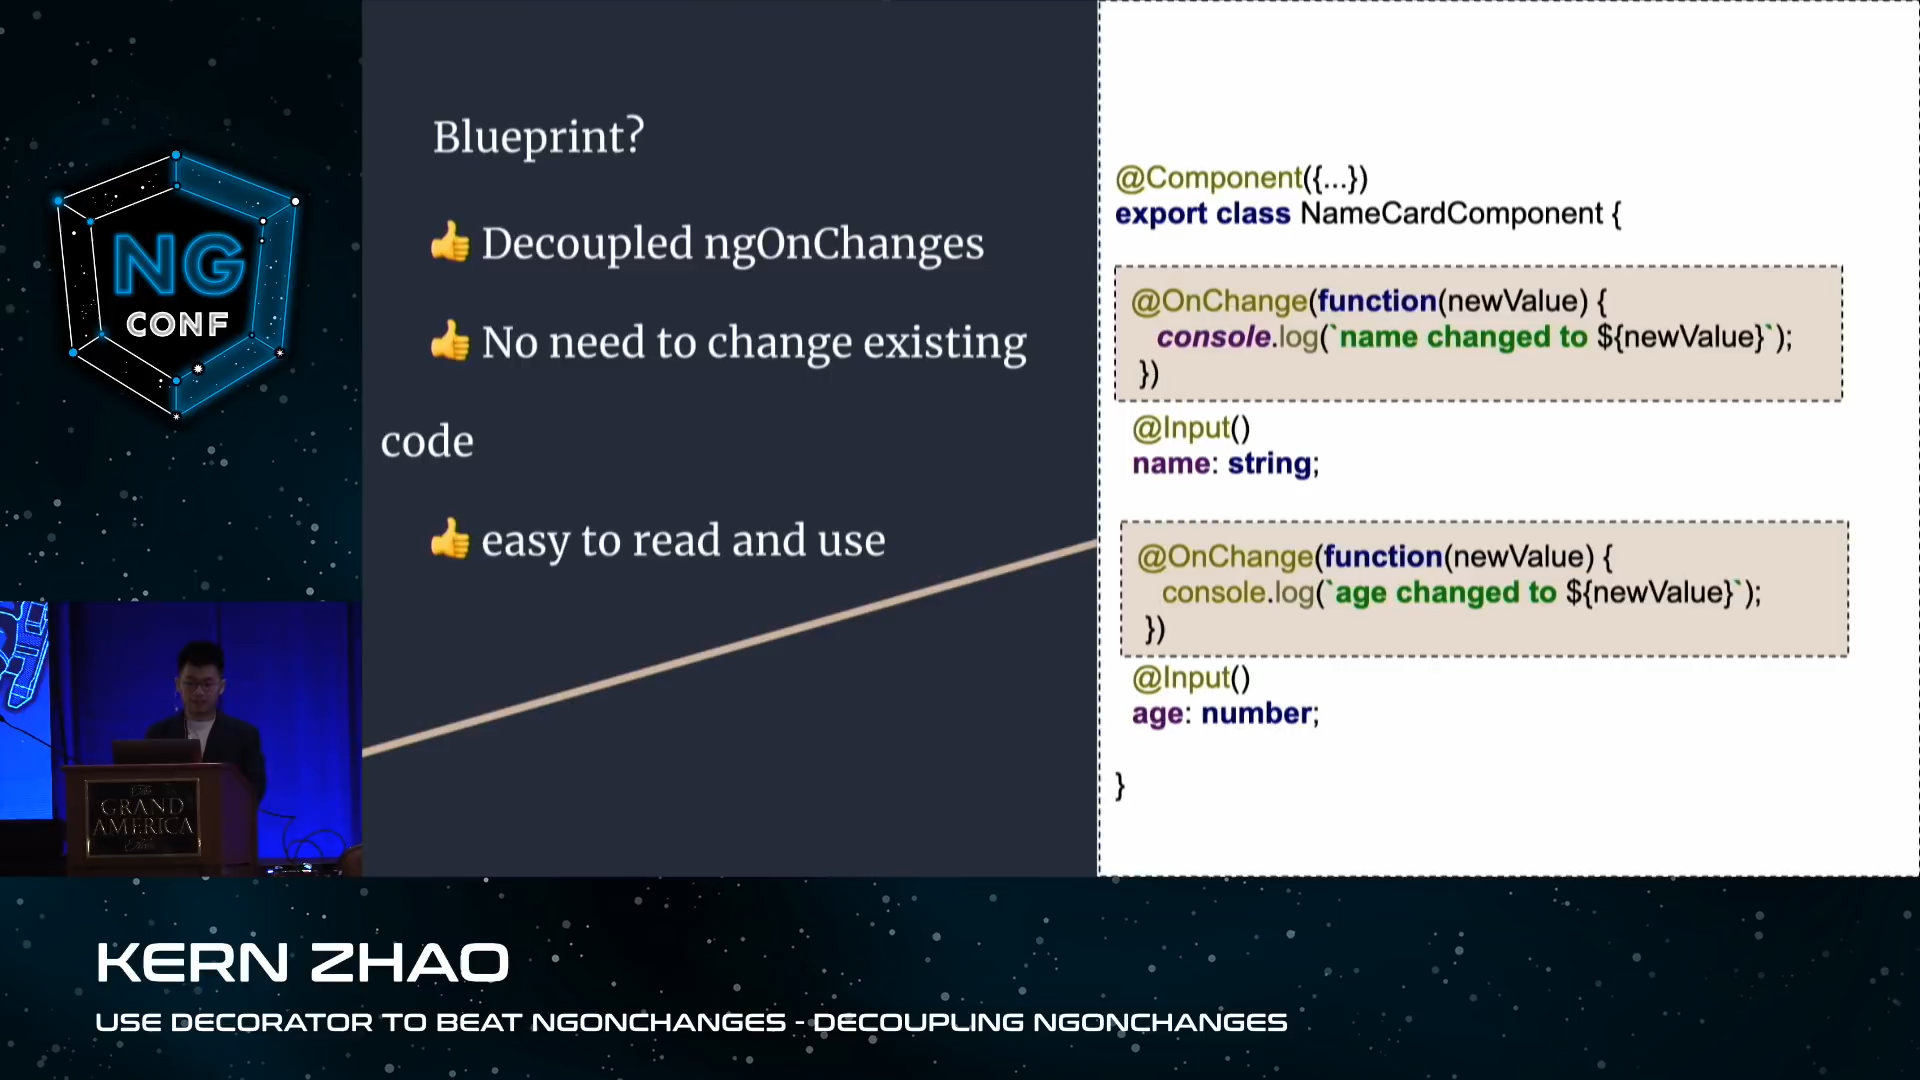 NG
CONF
Blueprint?
👍 Decoupled ngOnChanges
👍 No need to change existing
code
👍 easy to read and use
@Component({...})
export class NameCardComponent {
@OnChange(function(newValue) {
console.log(`name changed to ${newValue}`);
})
@Input()
name: string;
@OnChange(function(newValue) {
console.log(`age changed to ${newValue}`);
})
@Input()
age: number;
}
The
GRAND
AMERICA
KERN ZHAO
USE DECORATOR TO BEAT NGONCHANGES - DECOUPLING NGONCHANGES